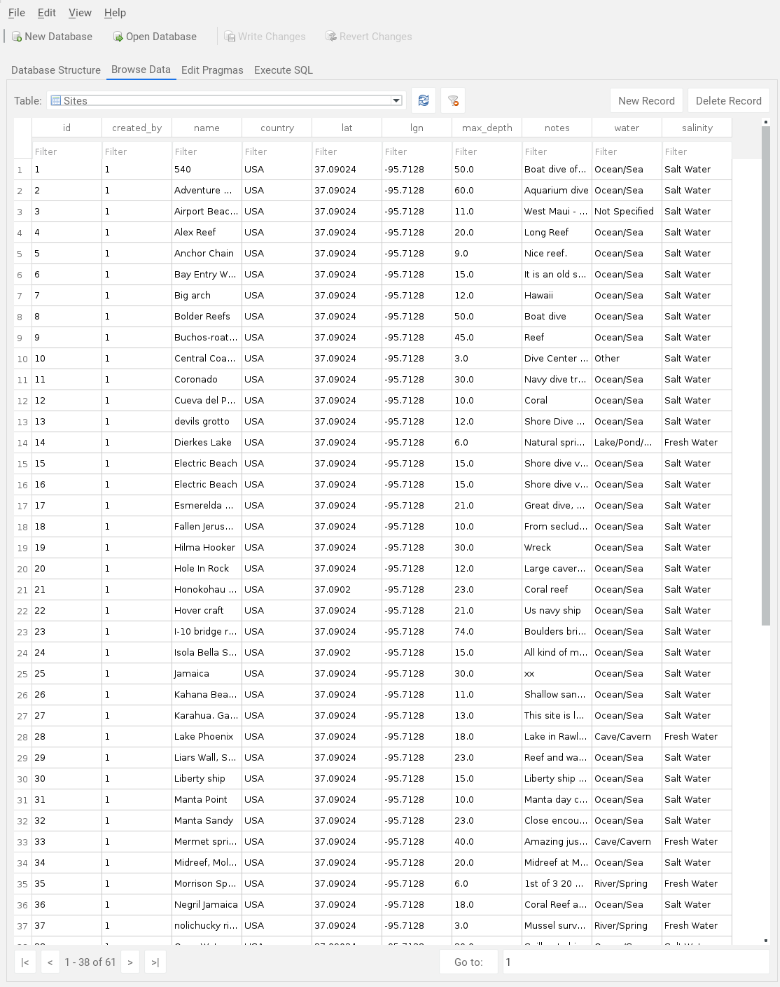 File Edit View Help
New Database Open Database Write Changes Revert Changes
Database Structure Browse Data Edit Pragmas Execute SQL
Table: Sites New Record Delete Record
id created_by name country lat lgn max_depth notes water salinity
Filter Filter Filter Filter Filter Filter Filter Filter Filter Filter
1 1 1 540 USA 37.09024 -95.7128 50.0 Boat dive of... Ocean/Sea Salt Water
2 2 1 Adventure ... USA 37.09024 -95.7128 60.0 Aquarium dive Ocean/Sea Salt Water
3 3 1 Airport Beac... USA 37.09024 -95.7128 11.0 West Maui - ... Not Specified Salt Water
4 4 1 Alex Reef USA 37.09024 -95.7128 20.0 Long Reef Ocean/Sea Salt Water
5 5 1 Anchor Chain USA 37.09024 -95.7128 9.0 Nice reef. Ocean/Sea Salt Water
6 6 1 Bay Entry W... USA 37.09024 -95.7128 15.0 It is an old s... Ocean/Sea Salt Water
7 7 1 Big arch USA 37.09024 -95.7128 12.0 Hawaii Ocean/Sea Salt Water
8 8 1 Bolder Reefs USA 37.09024 -95.7128 50.0 Boat dive Ocean/Sea Salt Water
9 9 1 Buchos-roat... USA 37.09024 -95.7128 45.0 Reef Ocean/Sea Salt Water
10 10 1 Central Coa... USA 37.09024 -95.7128 3.0 Dive Center ... Other Salt Water
11 11 1 Coronado USA 37.09024 -95.7128 30.0 Navy dive tr... Ocean/Sea Salt Water
12 12 1 Cueva del P... USA 37.09024 -95.7128 10.0 Coral Ocean/Sea Salt Water
13 13 1 devils grotto USA 37.09024 -95.7128 12.0 Shore Dive ... Ocean/Sea Salt Water
14 14 1 Dierkes Lake USA 37.09024 -95.7128 6.0 Natural spri... Lake/Pond/... Fresh Water
15 15 1 Electric Beach USA 37.09024 -95.7128 15.0 Shore dive v... Ocean/Sea Salt Water
16 16 1 Electric Beach USA 37.09024 -95.7128 15.0 Shore dive v... Ocean/Sea Salt Water
17 17 1 Esmerelda ... USA 37.09024 -95.7128 21.0 Great dive, ... Ocean/Sea Salt Water
18 18 1 Fallen Jerus... USA 37.09024 -95.7128 10.0 From seclud... Ocean/Sea Salt Water
19 19 1 Hilma Hooker USA 37.09024 -95.7128 30.0 Wreck Ocean/Sea Salt Water
20 20 1 Hole In Rock USA 37.09024 -95.7128 12.0 Large caver... Ocean/Sea Salt Water
21 21 1 Honokohau ... USA 37.0902 -95.7128 23.0 Coral reef Ocean/Sea Salt Water
22 22 1 Hover craft USA 37.09024 -95.7128 21.0 Us navy ship Ocean/Sea Salt Water
23 23 1 I-10 bridge r... USA 37.09024 -95.7128 74.0 Boulders bri... Ocean/Sea Salt Water
24 24 1 Isola Bella S... USA 37.0902 -95.7128 15.0 All kind of m... Ocean/Sea Salt Water
25 25 1 Jamaica USA 37.09024 -95.7128 30.0 xx Ocean/Sea Salt Water
26 26 1 Kahana Bea... USA 37.09024 -95.7128 11.0 Shallow san... Ocean/Sea Salt Water
27 27 1 Karahua. Ga... USA 37.09024 -95.7128 13.0 This site is l... Ocean/Sea Salt Water
28 28 1 Lake Phoenix USA 37.09024 -95.7128 18.0 Lake in Rawl... Cave/Cavern Fresh Water
29 29 1 Liars Wall, S... USA 37.09024 -95.7128 23.0 Reef and wa... Ocean/Sea Salt Water
30 30 1 Liberty ship USA 37.09024 -95.7128 15.0 Liberty ship ... Ocean/Sea Salt Water
31 31 1 Manta Point USA 37.09024 -95.7128 10.0 Manta day c... Ocean/Sea Salt Water
32 32 1 Manta Sandy USA 37.09024 -95.7128 23.0 Close encou... Ocean/Sea Salt Water
33 33 1 Mermet spri... USA 37.09024 -95.7128 40.0 Amazing jus... Cave/Cavern Fresh Water
34 34 1 Midreef, Mol... USA 37.09024 -95.7128 20.0 Midreef at M... Ocean/Sea Salt Water
35 35 1 Morrison Sp... USA 37.09024 -95.7128 6.0 1st of 3 20 ... River/Spring Fresh Water
36 36 1 Negril Jamaica USA 37.09024 -95.7128 18.0 Coral Reef a... Ocean/Sea Salt Water
37 37 1 nolichucky ri... USA 37.09024 -95.7128 3.0 Mussel surv... River/Spring Fresh Water
|< < 1 - 38 of 61 > >| Go to: 1